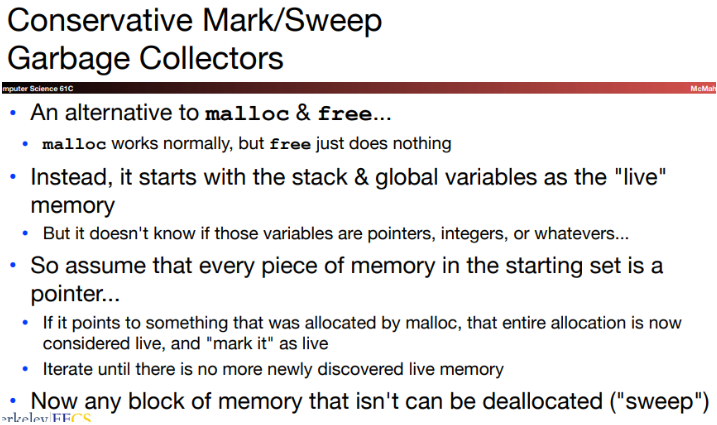 Conservative Mark/Sweep
Garbage Collectors
mputer Science 61C McMah
• An alternative to malloc & free...
• malloc works normally, but free just does nothing
• Instead, it starts with the stack & global variables as the "live"
memory
• But it doesn't know if those variables are pointers, integers, or whatevers...
• So assume that every piece of memory in the starting set is a
pointer...
• If it points to something that was allocated by malloc, that entire allocation is now
considered live, and "mark it" as live
• Iterate until there is no more newly discovered live memory
• Now any block of memory that isn't can be deallocated ("sweep")
erkeley EECS